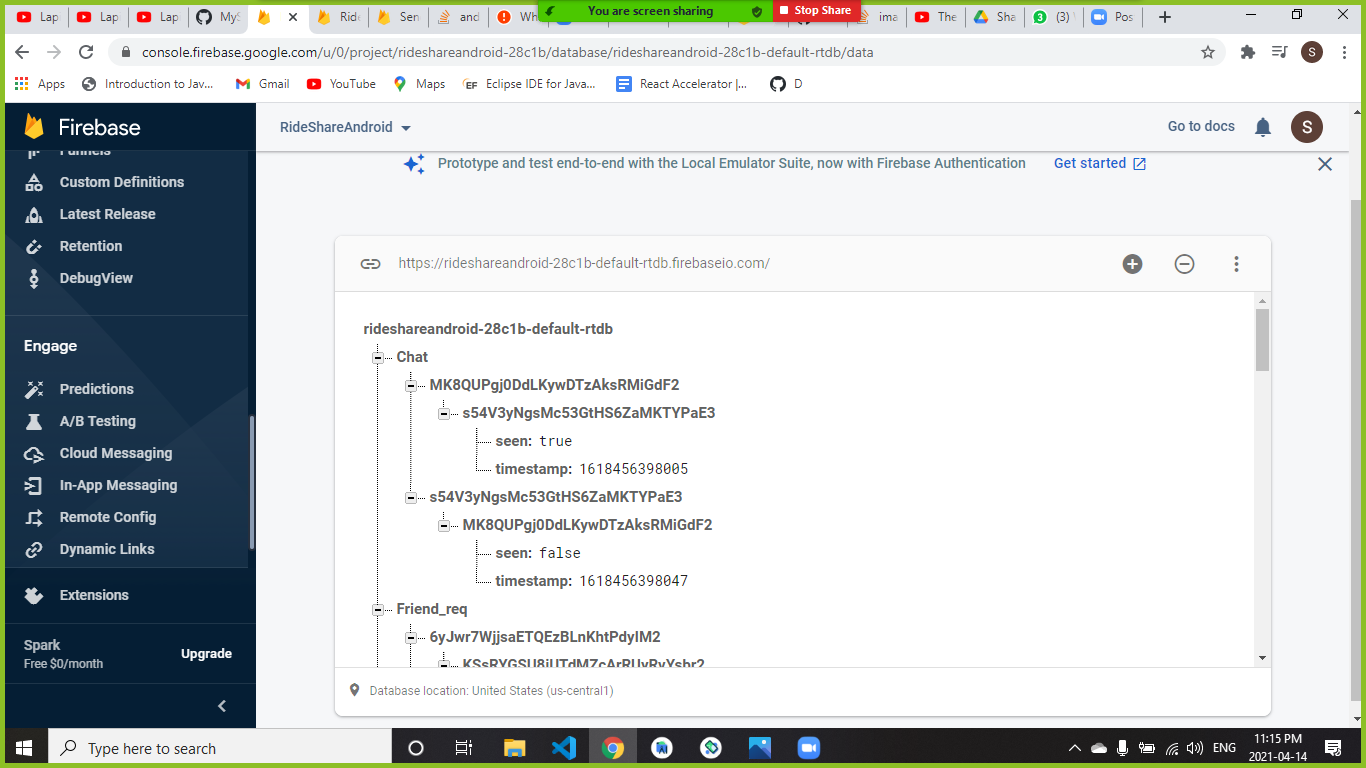 Lap
Lap
Lap
MyS
Ride
Sen
and
Wh
You are screen sharing
Stop Share
ima
The
Sha
(3)
Pos
console.firebase.google.com/u/0/project/rideshareandroid-28c1b/database/rideshareandroid-28c1b-default-rtdb/data
S
Apps
Introduction to Jav...
Gmail
YouTube
Maps
EF Eclipse IDE for Java...
React Accelerator |...
D
Firebase
RideShareAndroid
Go to docs
S
Funnels
Custom Definitions
Latest Release
Retention
DebugView
Engage
Predictions
A/B Testing
Cloud Messaging
In-App Messaging
Remote Config
Dynamic Links
Extensions
Spark
Free $0/month
Upgrade
Prototype and test end-to-end with the Local Emulator Suite, now with Firebase Authentication
Get started
https://rideshareandroid-28c1b-default-rtdb.firebaseio.com/
rideshareandroid-28c1b-default-rtdb
Chat
MK8QUPgj0DdLKywDTzAksRMiGdF2
s54V3yNgsMc53GtHS6ZaMKTYPaE3
seen: true
timestamp: 1618456398005
s54V3yNgsMc53GtHS6ZaMKTYPaE3
MK8QUPgj0DdLKywDTzAksRMiGdF2
seen: false
timestamp: 1618456398047
Friend_req
6yJwr7WjjsaETQEzBLnKhtPdyIM2
Database location: United States (us-central1)
Type here to search
ENG
11:15 PM
2021-04-14